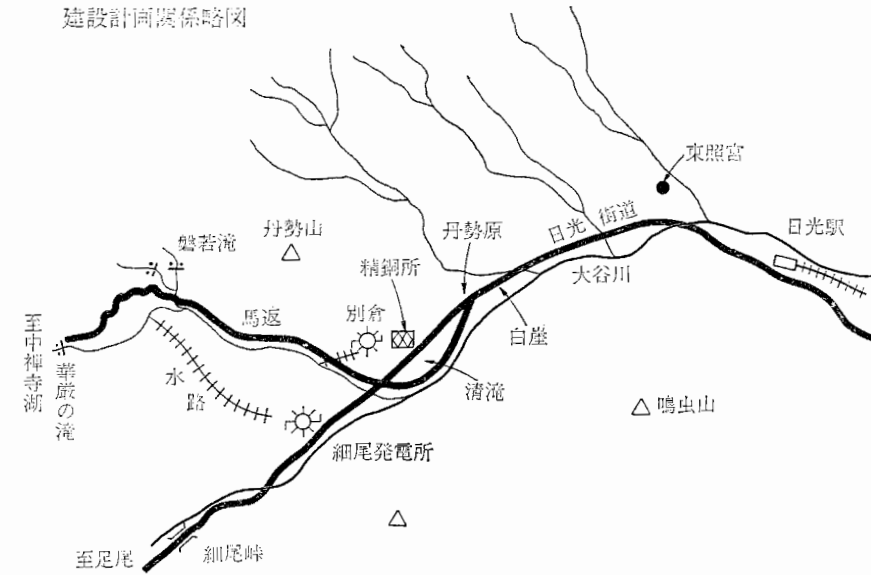 建設計画関係略図
東照宮
日光街道
日光駅
丹勢原
丹勢山
磐若滝
精銅所
大谷川
別倉
馬返
白崖
至中禅寺湖
華厳の滝
水路
清滝
鳴虫山
細尾発電所
至足尾
細尾峠